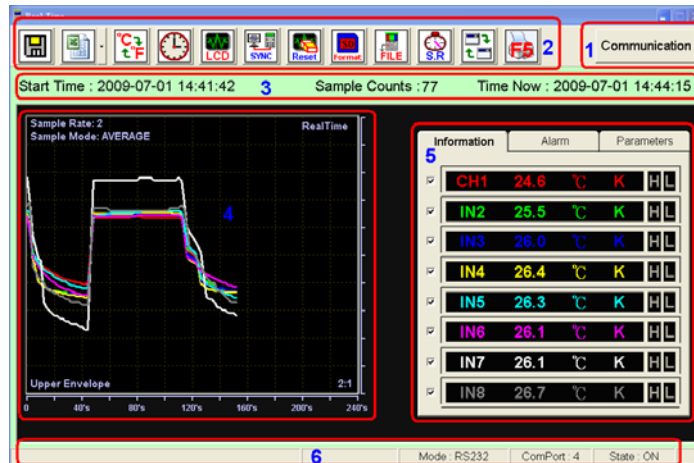 Real Time
℃ ℉ LCD SYNC Reset SD Format FILE S.R F5 2 1 Communication
Start Time : 2009-07-01 14:41:42 3 Sample Counts :77 Time Now : 2009-07-01 14:44:15
Sample Rate: 2 RealTime
Sample Mode: AVERAGE
4
Upper Envelope 2:1
0 40's 80's 120's 160's 200's 240's
Information Alarm Parameters
5
CH1 24.6 ℃ K H L
IN2 25.5 ℃ K H L
IN3 26.0 ℃ K H L
IN4 26.4 ℃ K H L
IN5 26.3 ℃ K H L
IN6 26.1 ℃ K H L
IN7 26.1 ℃ K H L
IN8 26.7 ℃ K H L
6 Mode : RS232 ComPort : 4 State : ON